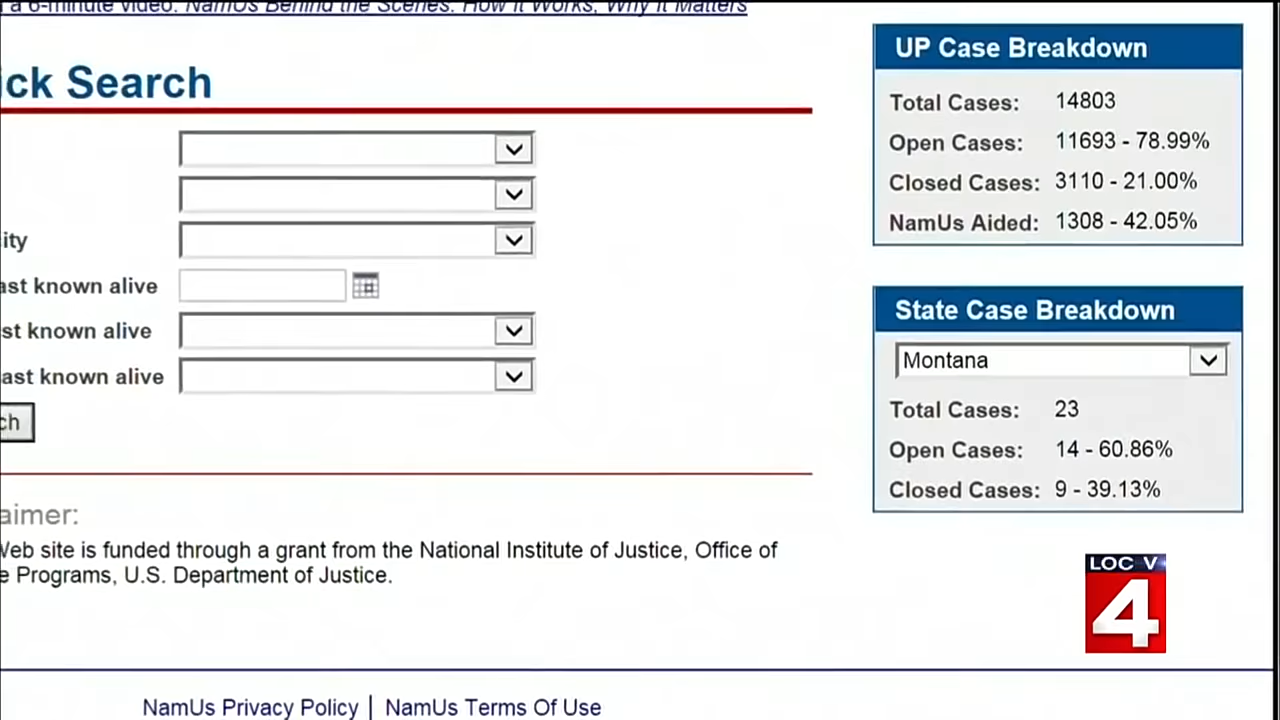 a 6-minute video: NamUs Behind the Scenes: How it Works, Why it Matters
ick Search
ity
ast known alive
st known alive
ast known alive
ch
aimer:
Web site is funded through a grant from the National Institute of Justice, Office of
e Programs, U.S. Department of Justice.
UP Case Breakdown
Total Cases: 14803
Open Cases: 11693 - 78.99%
Closed Cases: 3110 - 21.00%
NamUs Aided: 1308 - 42.05%
State Case Breakdown
Montana
Total Cases: 23
Open Cases: 14 - 60.86%
Closed Cases: 9 - 39.13%
LOC V
4
NamUs Privacy Policy | NamUs Terms Of Use